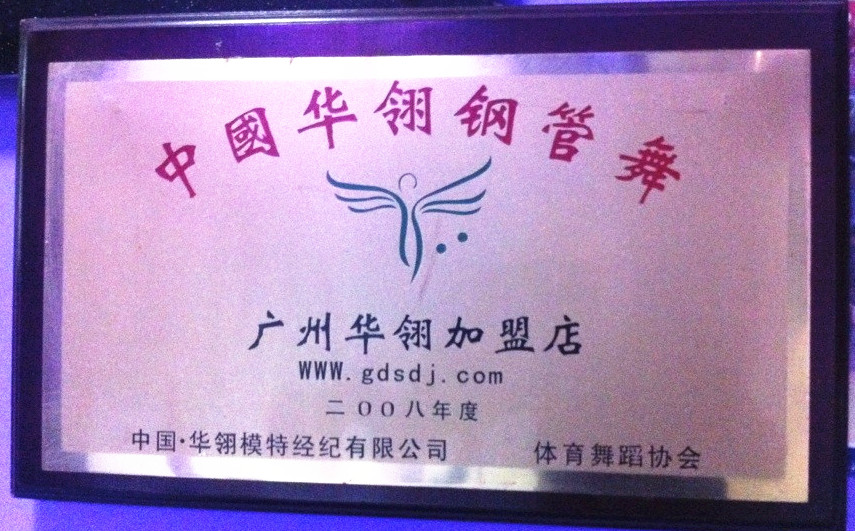 中國华翎钢管舞
广州华翎加盟店
WWW.gdsdj.com
二00八年度
中国·华翎模特经纪有限公司 体育舞蹈协会